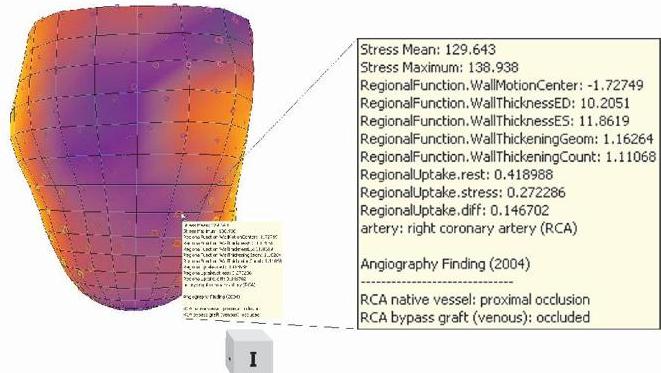 Stress Mean: 129.643
Stress Maximum: 138.938
RegionalFunction.WallMotionCenter: -1.72749
RegionalFunction.WallThicknessED: 10.2051
RegionalFunction.WallThicknessES: 11.8619
RegionalFunction.WallThickeningGeom: 1.16264
RegionalFunction.WallThickeningCount: 1.11068
RegionalUptake.rest: 0.418988
RegionalUptake.stress: 0.272286
RegionalUptake.diff: 0.146702
artery: right coronary artery (RCA)
Angiography Finding (2004)
------------------------------
RCA native vessel: proximal occlusion
RCA bypass graft (venous): occluded
I